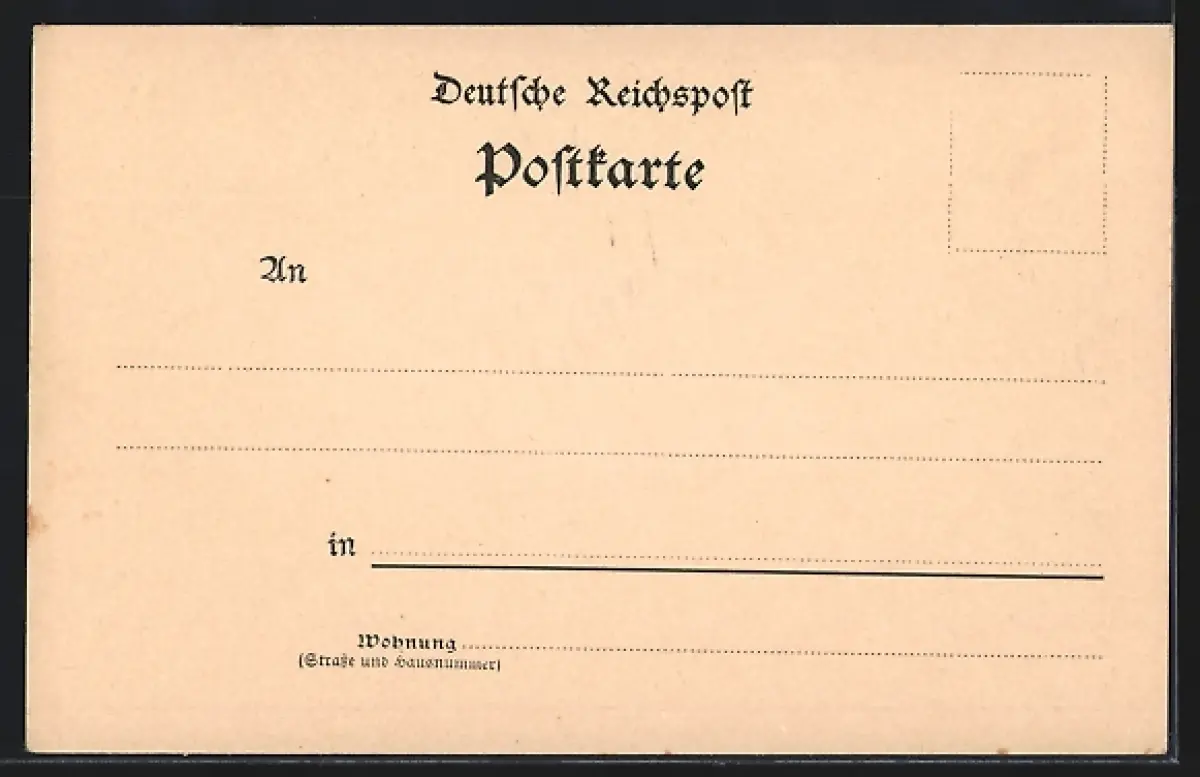 Deutſche Reichspoſt
Poſtkarte
An
in
Wohnung
(Straße und Hausnummer)